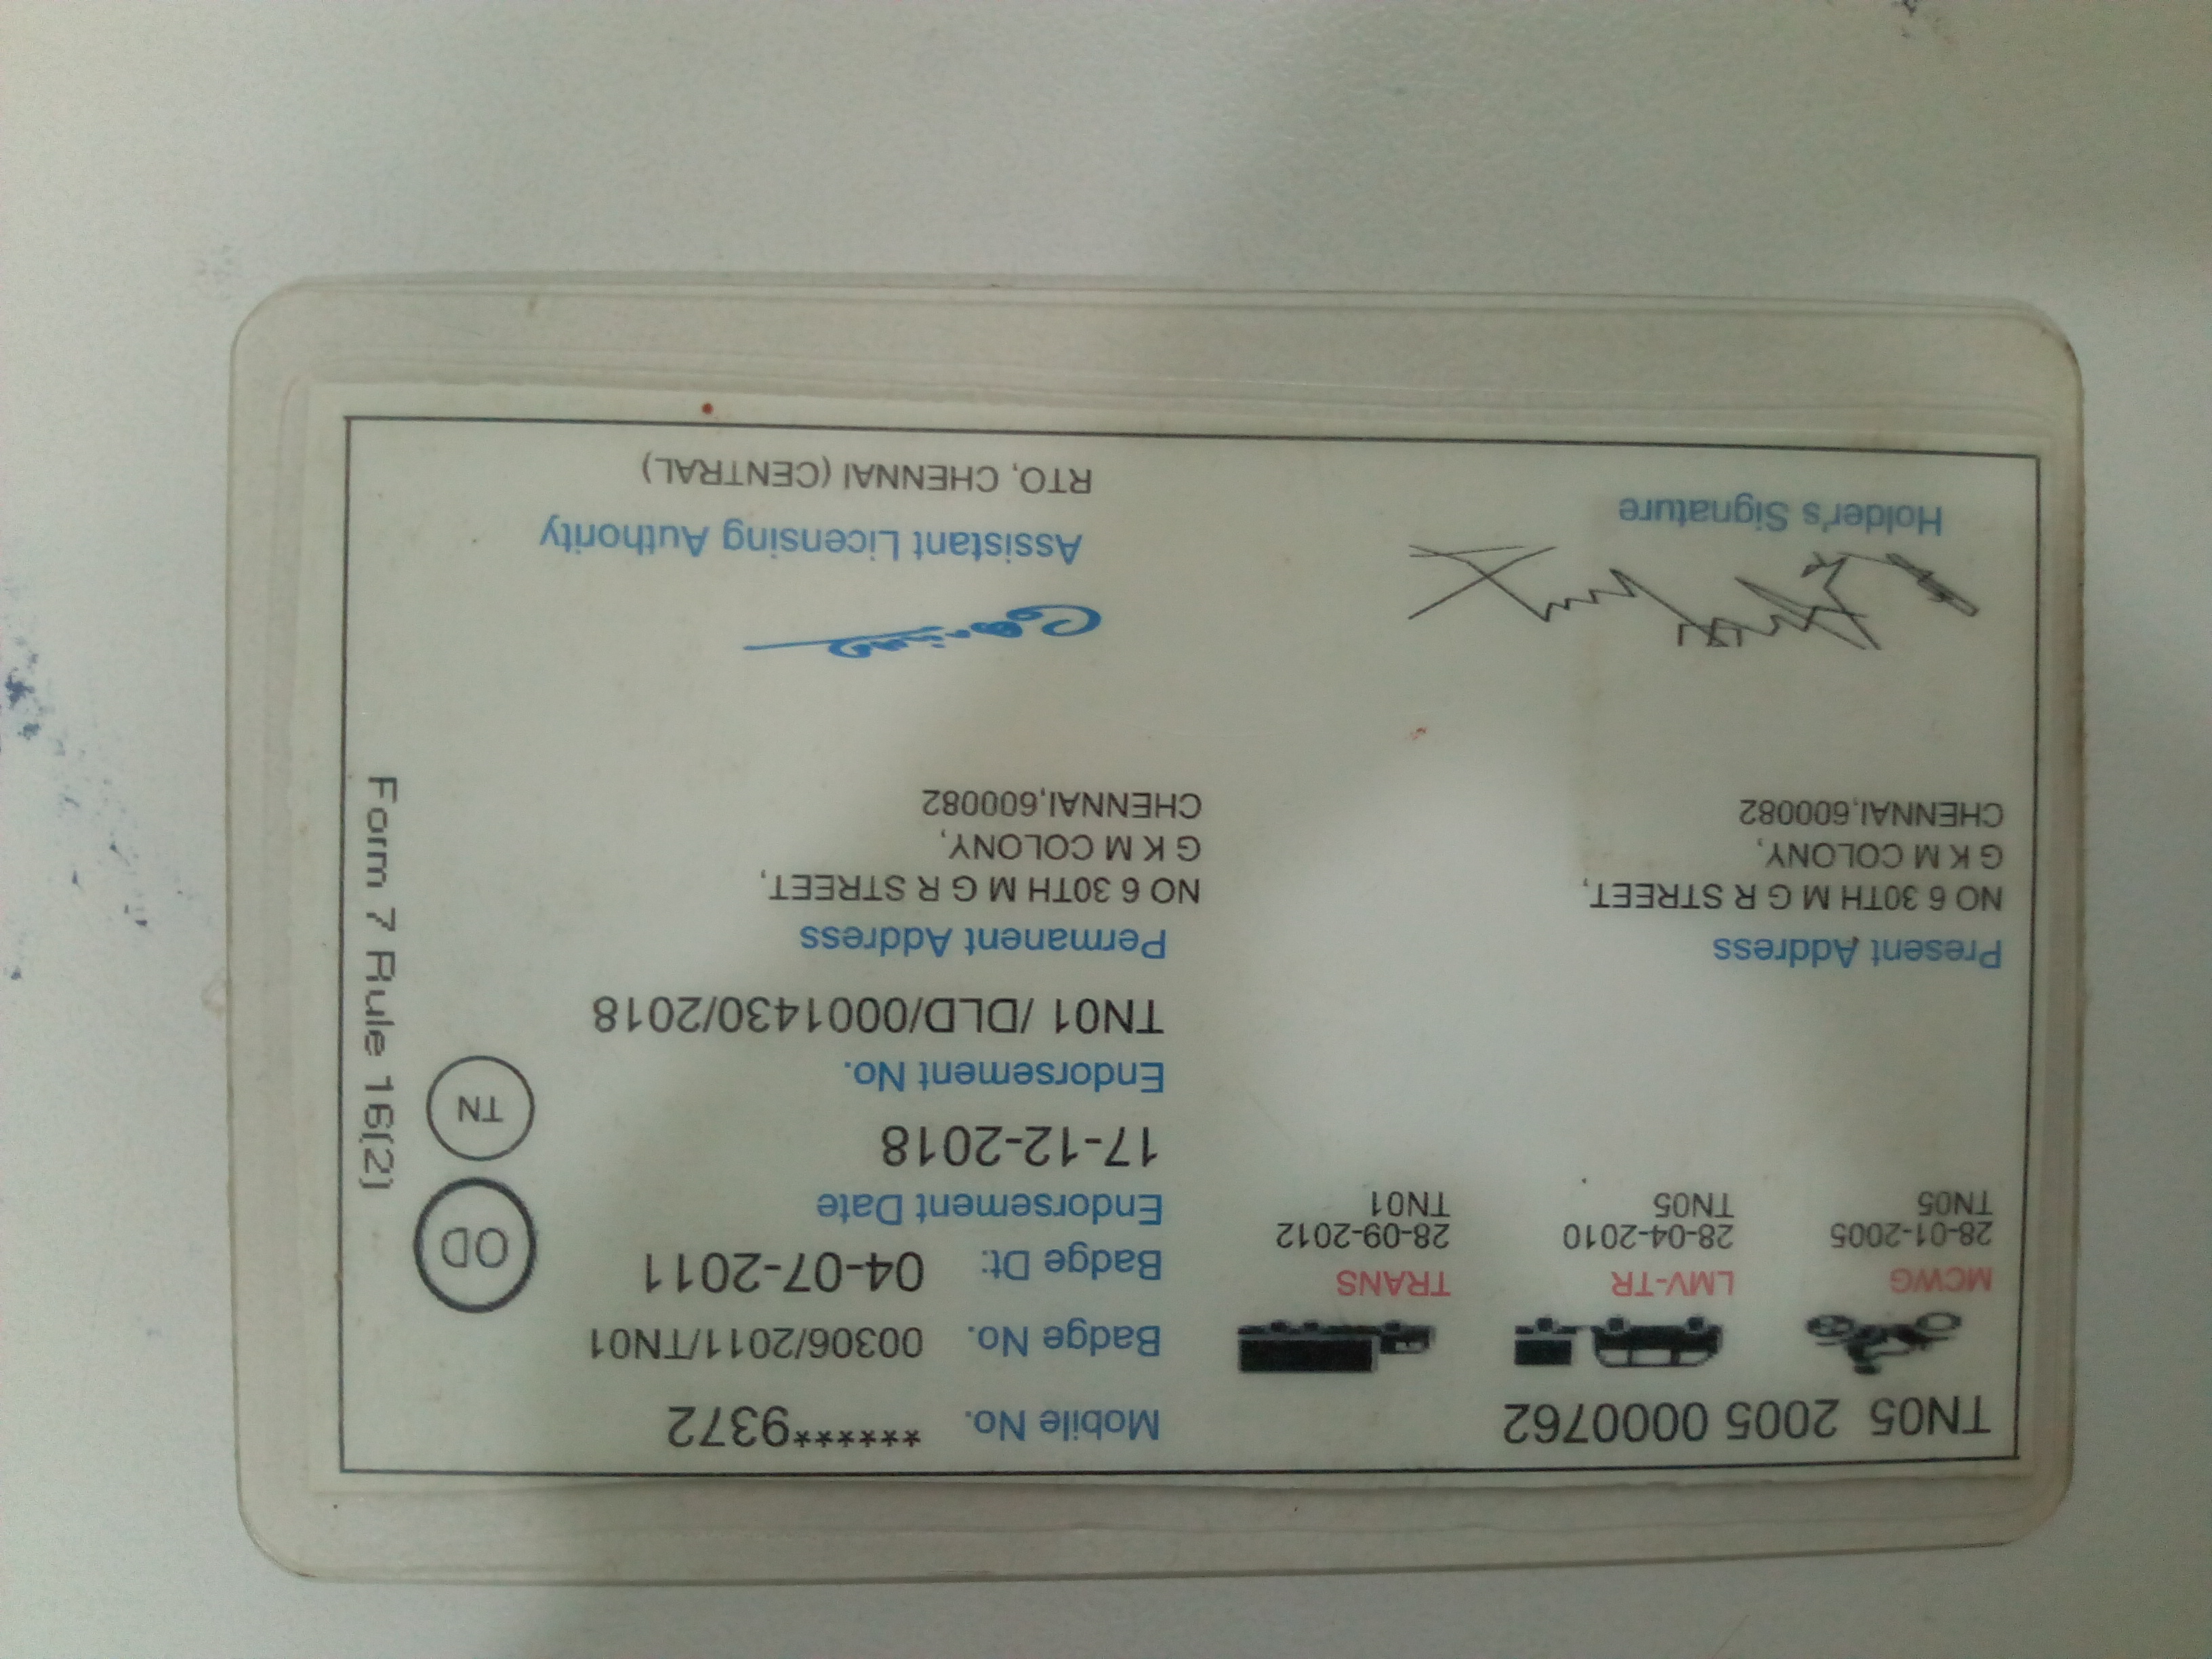 TN05 2005 0000762
MCWG
28-01-2005
TN05
LMV-TR
28-04-2010
TN05
TRANS
28-09-2012
TN01
Mobile No. ******9372
Badge No. 00306/2011/TN01
Badge Dt: 04-07-2011
Endorsement Date
17-12-2018
Endorsement No.
TN01 /DLD/0001430/2018
OD
TN
Form 7 Rule 16(2)
Present Address
NO 6 30TH M G R STREET,
G K M COLONY,
CHENNAI,600082
Permanent Address
NO 6 30TH M G R STREET,
G K M COLONY,
CHENNAI,600082
Holder's Signature
Assistant Licensing Authority
RTO, CHENNAI (CENTRAL)